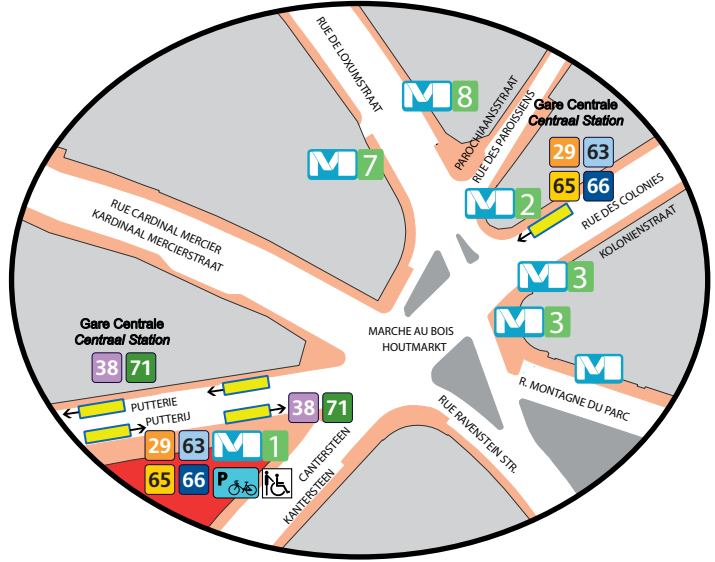 RUE DE LOXUMSTRAAT
M 8
PAROCHIAANSSTRAAT
RUE DES PAROISSIENS
Gare Centrale
Centraal Station
29 63
65 66
M 7
M 2
RUE DES COLONIES
KOLONIENSTRAAT
RUE CARDINAL MERCIER
KARDINAAL MERCIERSTRAAT
M 3
M 3
MARCHE AU BOIS
HOUTMARKT
Gare Centrale
Centraal Station
38 71
M
R. MONTAGNE DU PARC
PUTTERIE
PUTTERIJ
38 71
RUE RAVENSTEIN STR.
29 63 M 1
65 66 P
CANTERSTEEN
KANTERSTEEN